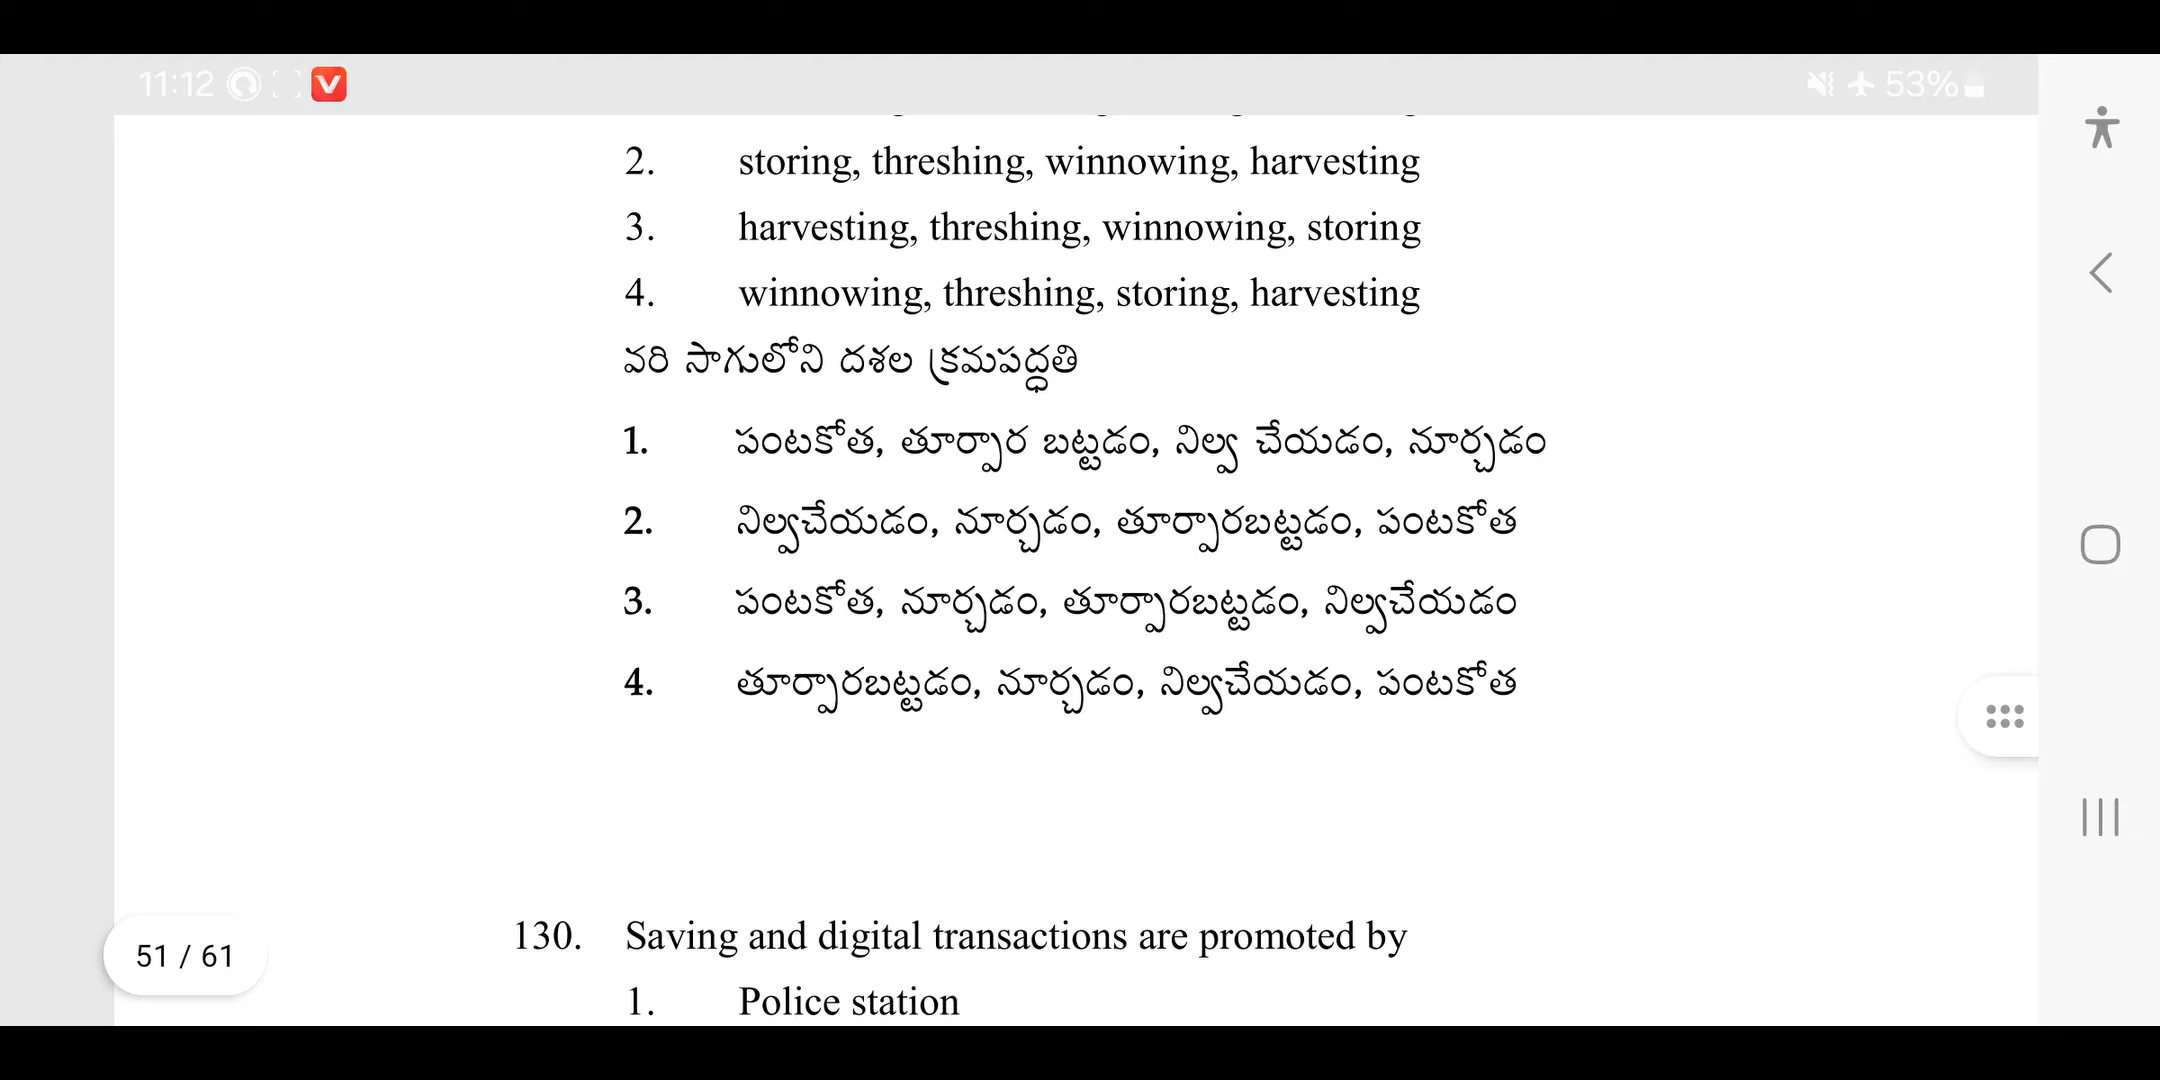 11:12 V 53%
2. storing, threshing, winnowing, harvesting
3. harvesting, threshing, winnowing, storing
4. winnowing, threshing, storing, harvesting
వరి సాగులోని దశల క్రమపద్ధతి
1. పంటకోత, తూర్పార బట్టడం, నిల్వ చేయడం, నూర్చడం
2. నిల్వచేయడం, నూర్చడం, తూర్పారబట్టడం, పంటకోత
3. పంటకోత, నూర్చడం, తూర్పారబట్టడం, నిల్వచేయడం
4. తూర్పారబట్టడం, నూర్చడం, నిల్వచేయడం, పంటకోత
130. Saving and digital transactions are promoted by
51 / 61
1. Police station